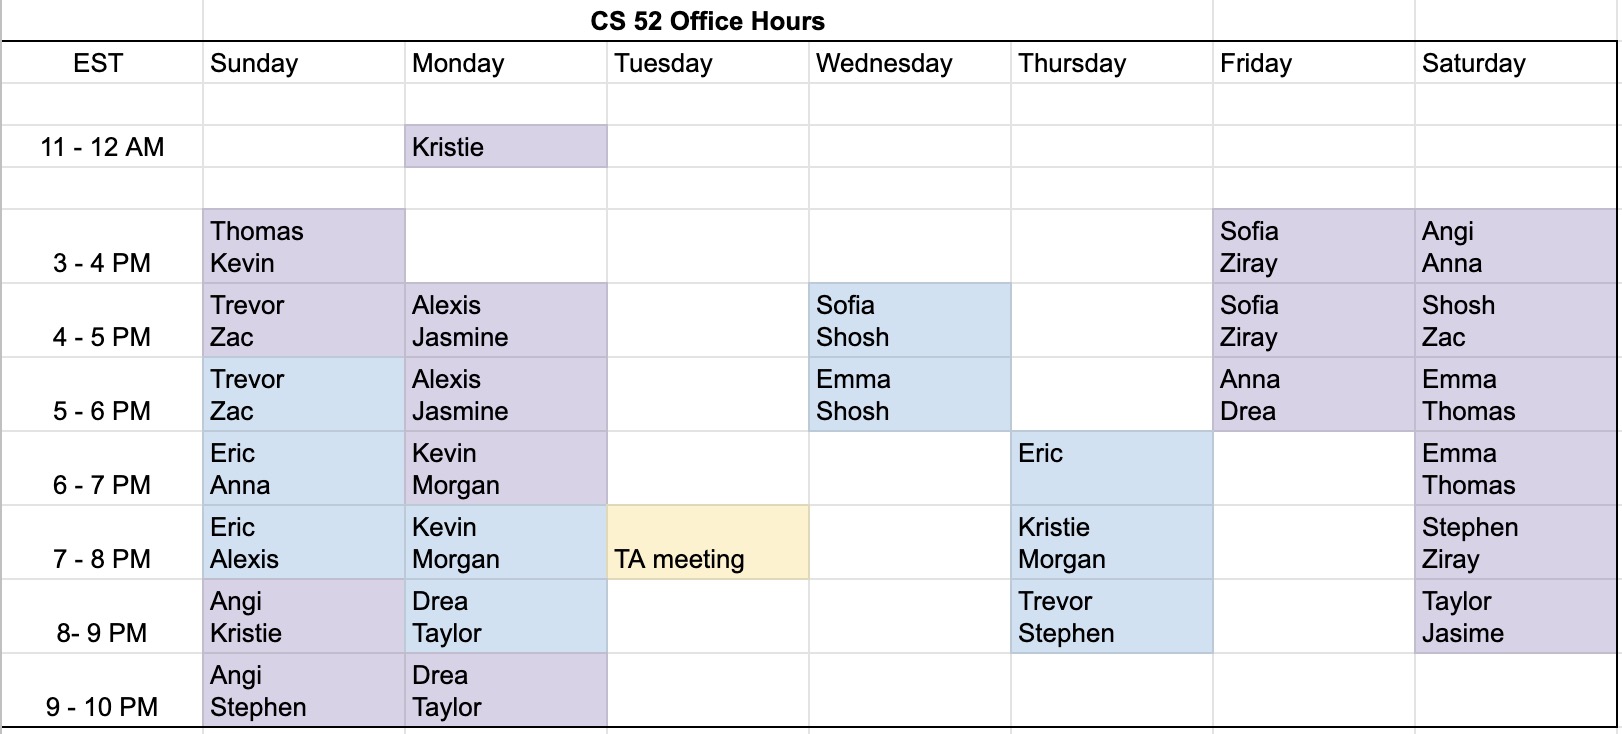 CS 52 Office Hours
EST Sunday Monday Tuesday Wednesday Thursday Friday Saturday
11 - 12 AM Kristie
Thomas Sofia Angi
3 - 4 PM Kevin Ziray Anna
Trevor Alexis Sofia Sofia Shosh
4 - 5 PM Zac Jasmine Shosh Ziray Zac
Trevor Alexis Emma Anna Emma
5 - 6 PM Zac Jasmine Shosh Drea Thomas
Eric Kevin Eric Emma
6 - 7 PM Anna Morgan Thomas
Eric Kevin Kristie Stephen
7 - 8 PM Alexis Morgan TA meeting Morgan Ziray
Angi Drea Trevor Taylor
8- 9 PM Kristie Taylor Stephen Jasime
Angi Drea
9 - 10 PM Stephen Taylor